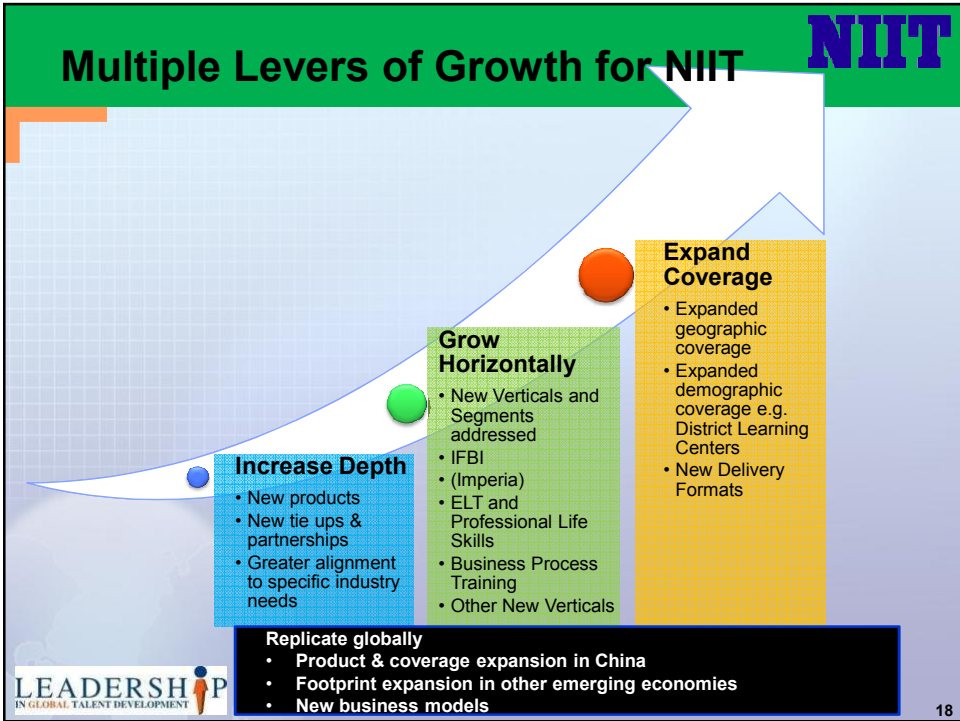 Multiple Levers of Growth for NIIT
NIIT
Increase Depth
• New products
• New tie ups &
partnerships
• Greater alignment
to specific industry
needs
Grow
Horizontally
• New Verticals and
Segments
addressed
• IFBI
• (Imperia)
• ELT and
Professional Life
Skills
• Business Process
Training
• Other New Verticals
Expand
Coverage
• Expanded
geographic
coverage
• Expanded
demographic
coverage e.g.
District Learning
Centers
• New Delivery
Formats
Replicate globally
• Product & coverage expansion in China
• Footprint expansion in other emerging economies
• New business models
LEADERSHIP
IN GLOBAL TALENT DEVELOPMENT
18